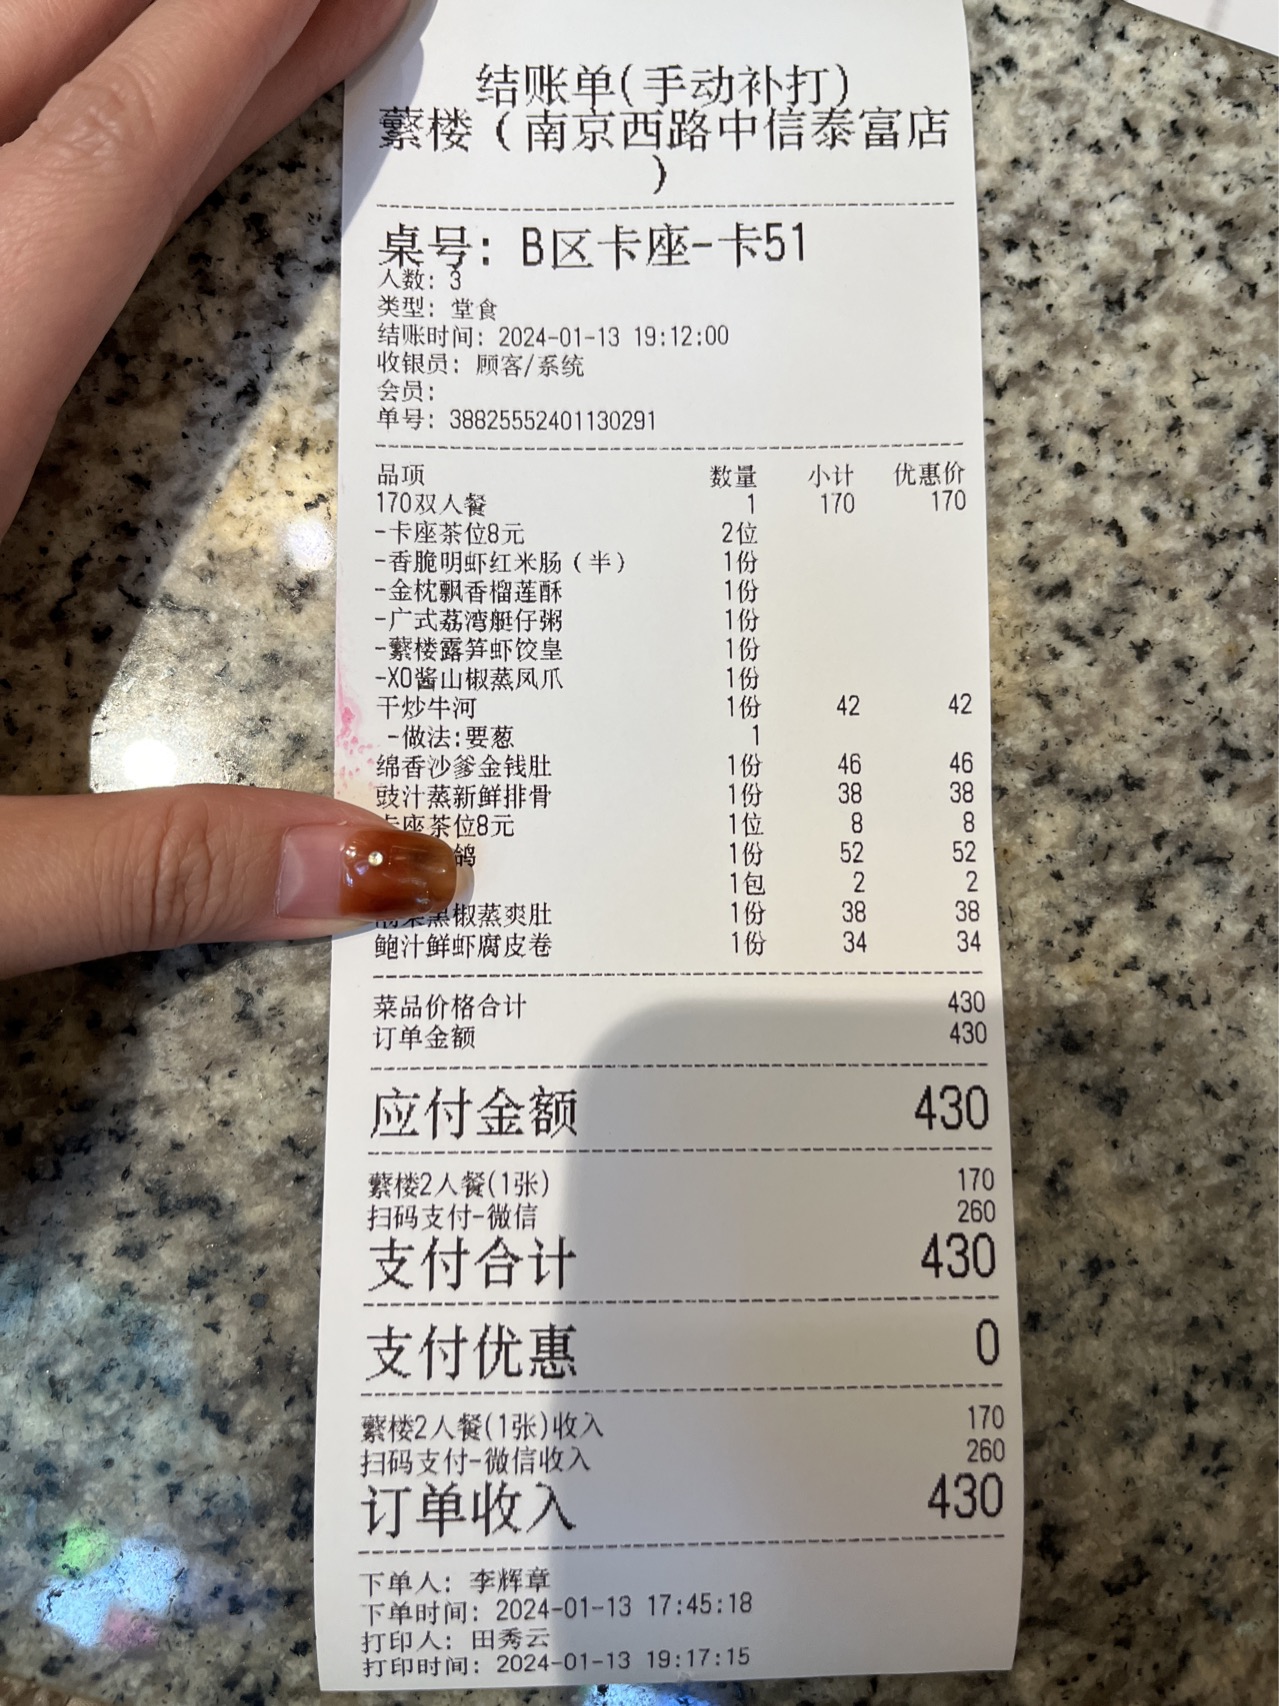 结账单(手动补打)
蘩楼（南京西路中信泰富店
）
桌号: B区卡座-卡51
人数: 3
类型: 堂食
结账时间: 2024-01-13 19:12:00
收银员: 顾客/系统
会员:
单号: 38825552401130291
品项 数量 小计 优惠价
170双人餐 1 170 170
-卡座茶位8元 2位
-香脆明虾红米肠（半） 1份
-金枕飘香榴莲酥 1份
-广式荔湾艇仔粥 1份
-蘩楼露笋虾饺皇 1份
-XO酱山椒蒸凤爪 1份
干炒牛河 1份 42 42
-做法:要葱 1
绵香沙爹金钱肚 1份 46 46
豉汁蒸新鲜排骨 1份 38 38
卡座茶位8元 1位 8 8
鸽 1份 52 52
1包 2 2
黑椒蒸爽肚 1份 38 38
鲍汁鲜虾腐皮卷 1份 34 34
菜品价格合计 430
订单金额 430
应付金额 430
蘩楼2人餐(1张) 170
扫码支付-微信 260
支付合计 430
支付优惠 0
蘩楼2人餐(1张)收入 170
扫码支付-微信收入 260
订单收入 430
下单人: 李辉章
下单时间: 2024-01-13 17:45:18
打印人: 田秀云
打印时间: 2024-01-13 19:17:15